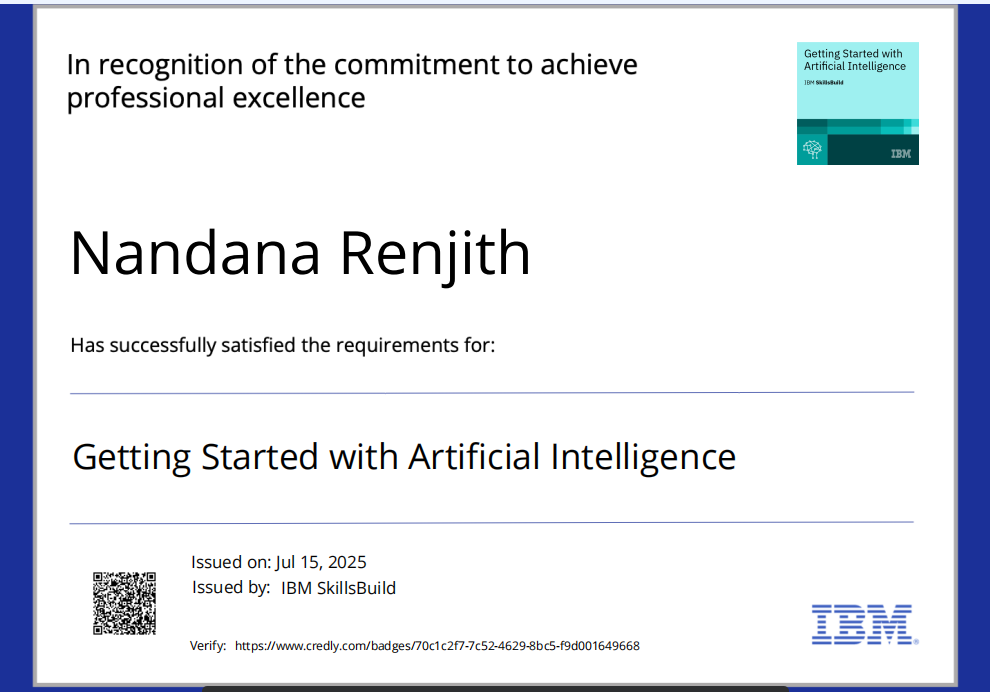 In recognition of the commitment to achieve
professional excellence
Getting Started with
Artificial Intelligence
IBM SkillsBuild
IBM
Nandana Renjith
Has successfully satisfied the requirements for:
Getting Started with Artificial Intelligence
Issued on: Jul 15, 2025
Issued by: IBM SkillsBuild
Verify: https://www.credly.com/badges/70c1c2f7-7c52-4629-8bc5-f9d001649668
IBM®